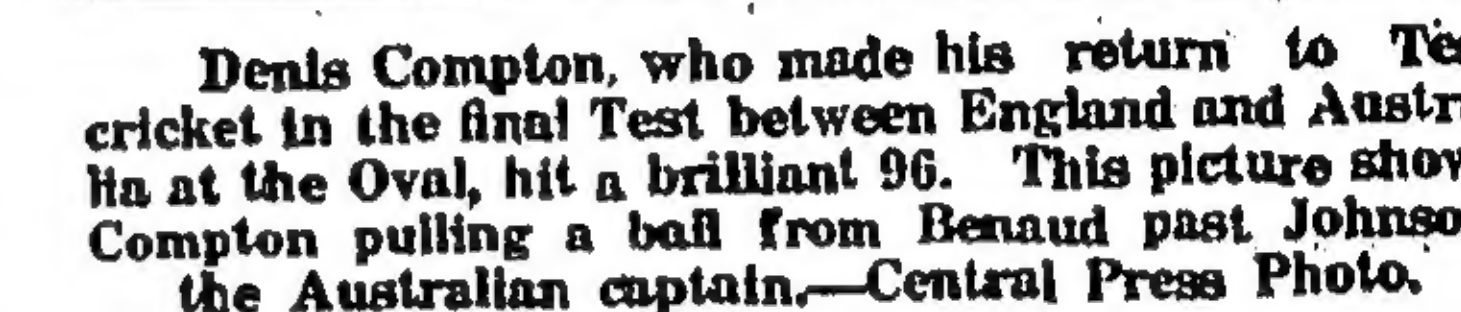 Denis Compton, who made his return to Te
cricket in the final Test between England and Austr
lia at the Oval, hit a brilliant 96. This picture show
Compton pulling a ball from Benaud past Johnso
the Australian captain.—Central Press Photo.